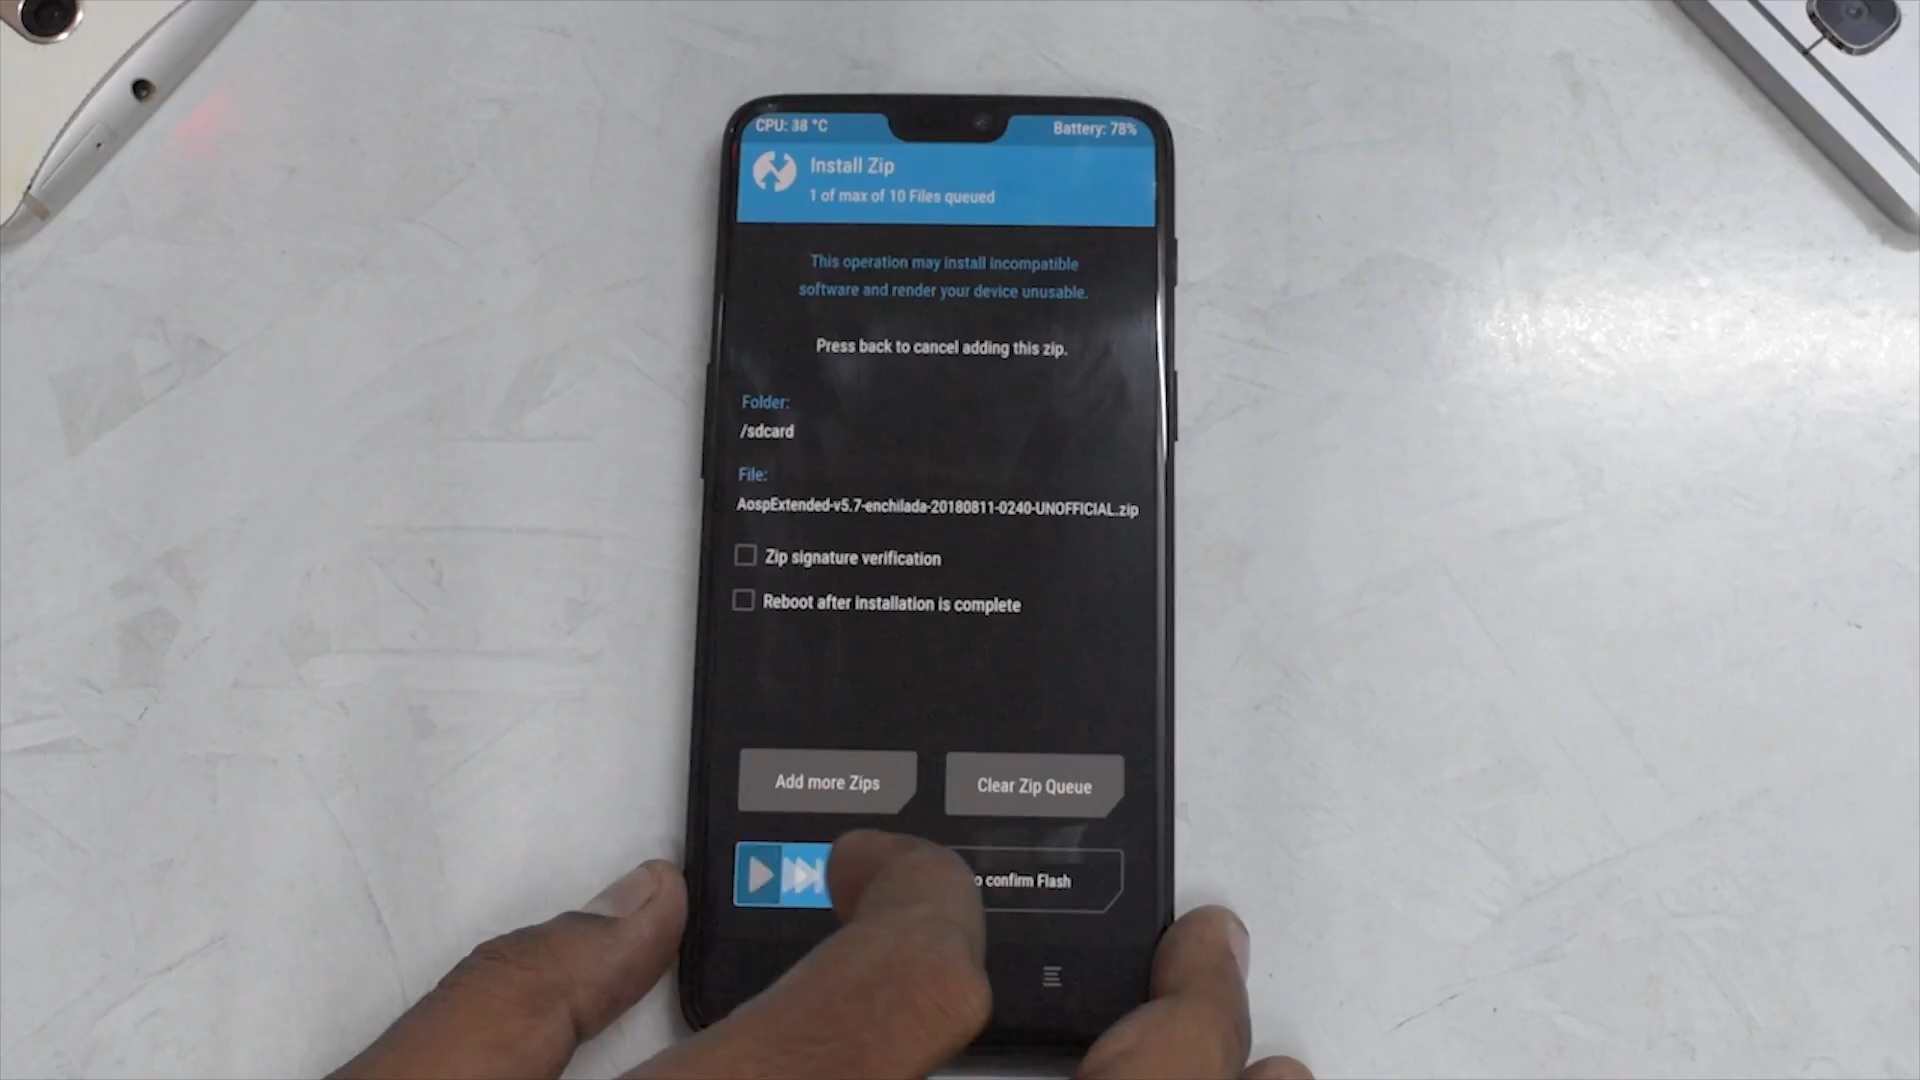 CPU: 38 °C
Battery: 78%
Install Zip
1 of max of 10 Files queued
This operation may install incompatible
software and render your device unusable.
Press back to cancel adding this zip.
Folder:
/sdcard
File:
AospExtended-v5.7-enchilada-20180811-0240-UNOFFICIAL.zip
Zip signature verification
Reboot after installation is complete
Add more Zips
Clear Zip Queue
confirm Flash